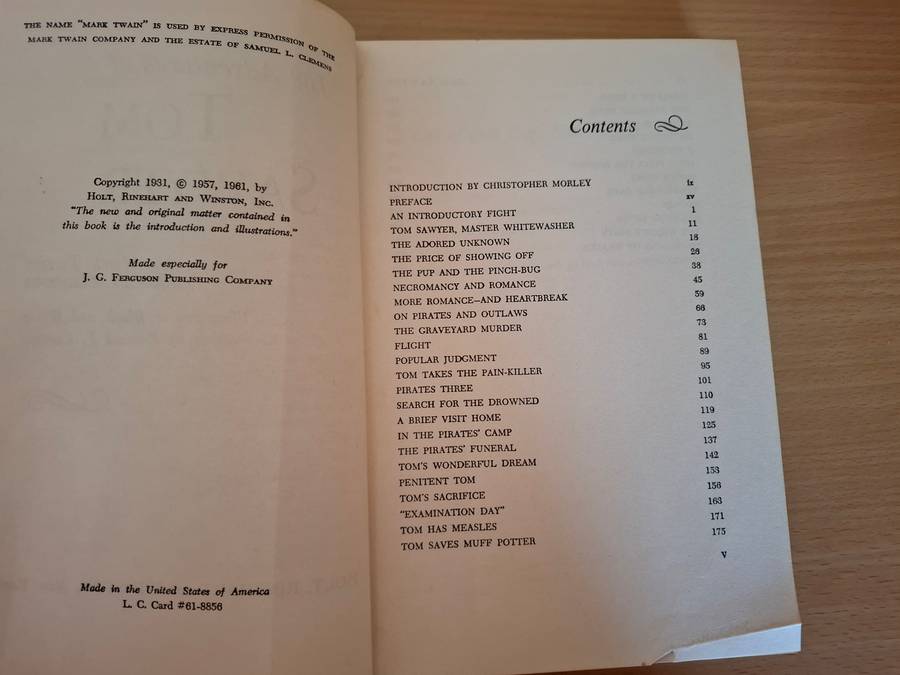 THE NAME "MARK TWAIN" IS USED BY EXPRESS PERMISSION OF THE
MARK TWAIN COMPANY AND THE ESTATE OF SAMUEL L. CLEMENS
Copyright 1931, © 1957, 1961, by
HOLT, RINEHART AND WINSTON, INC.
"The new and original matter contained in
this book is the introduction and illustrations."
Made especially for
J. G. FERGUSON PUBLISHING COMPANY
Made in the United States of America
L. C. Card #61-8856
Contents
INTRODUCTION BY CHRISTOPHER MORLEY ix
PREFACE xv
AN INTRODUCTORY FIGHT 1
TOM SAWYER, MASTER WHITEWASHER 11
THE ADORED UNKNOWN 18
THE PRICE OF SHOWING OFF 26
THE PUP AND THE PINCH-BUG 38
NECROMANCY AND ROMANCE 45
MORE ROMANCE—AND HEARTBREAK 59
ON PIRATES AND OUTLAWS 66
THE GRAVEYARD MURDER 73
FLIGHT 81
POPULAR JUDGMENT 89
TOM TAKES THE PAIN-KILLER 95
PIRATES THREE 101
SEARCH FOR THE DROWNED 110
A BRIEF VISIT HOME 119
IN THE PIRATES' CAMP 125
THE PIRATES' FUNERAL 137
TOM'S WONDERFUL DREAM 142
PENITENT TOM 153
TOM'S SACRIFICE 156
"EXAMINATION DAY" 163
TOM HAS MEASLES 171
TOM SAVES MUFF POTTER 175
V